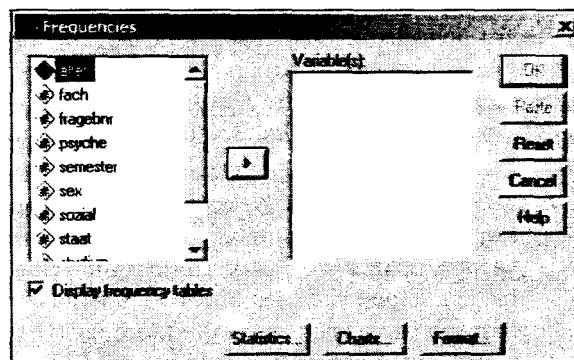 Frequencies
alter
fach
fragebnr
psyche
semester
sex
sozial
staat
Variable(s):
OK
Paste
Reset
Cancel
Help
Display frequency tables
Statistics...
Charts...
Format...